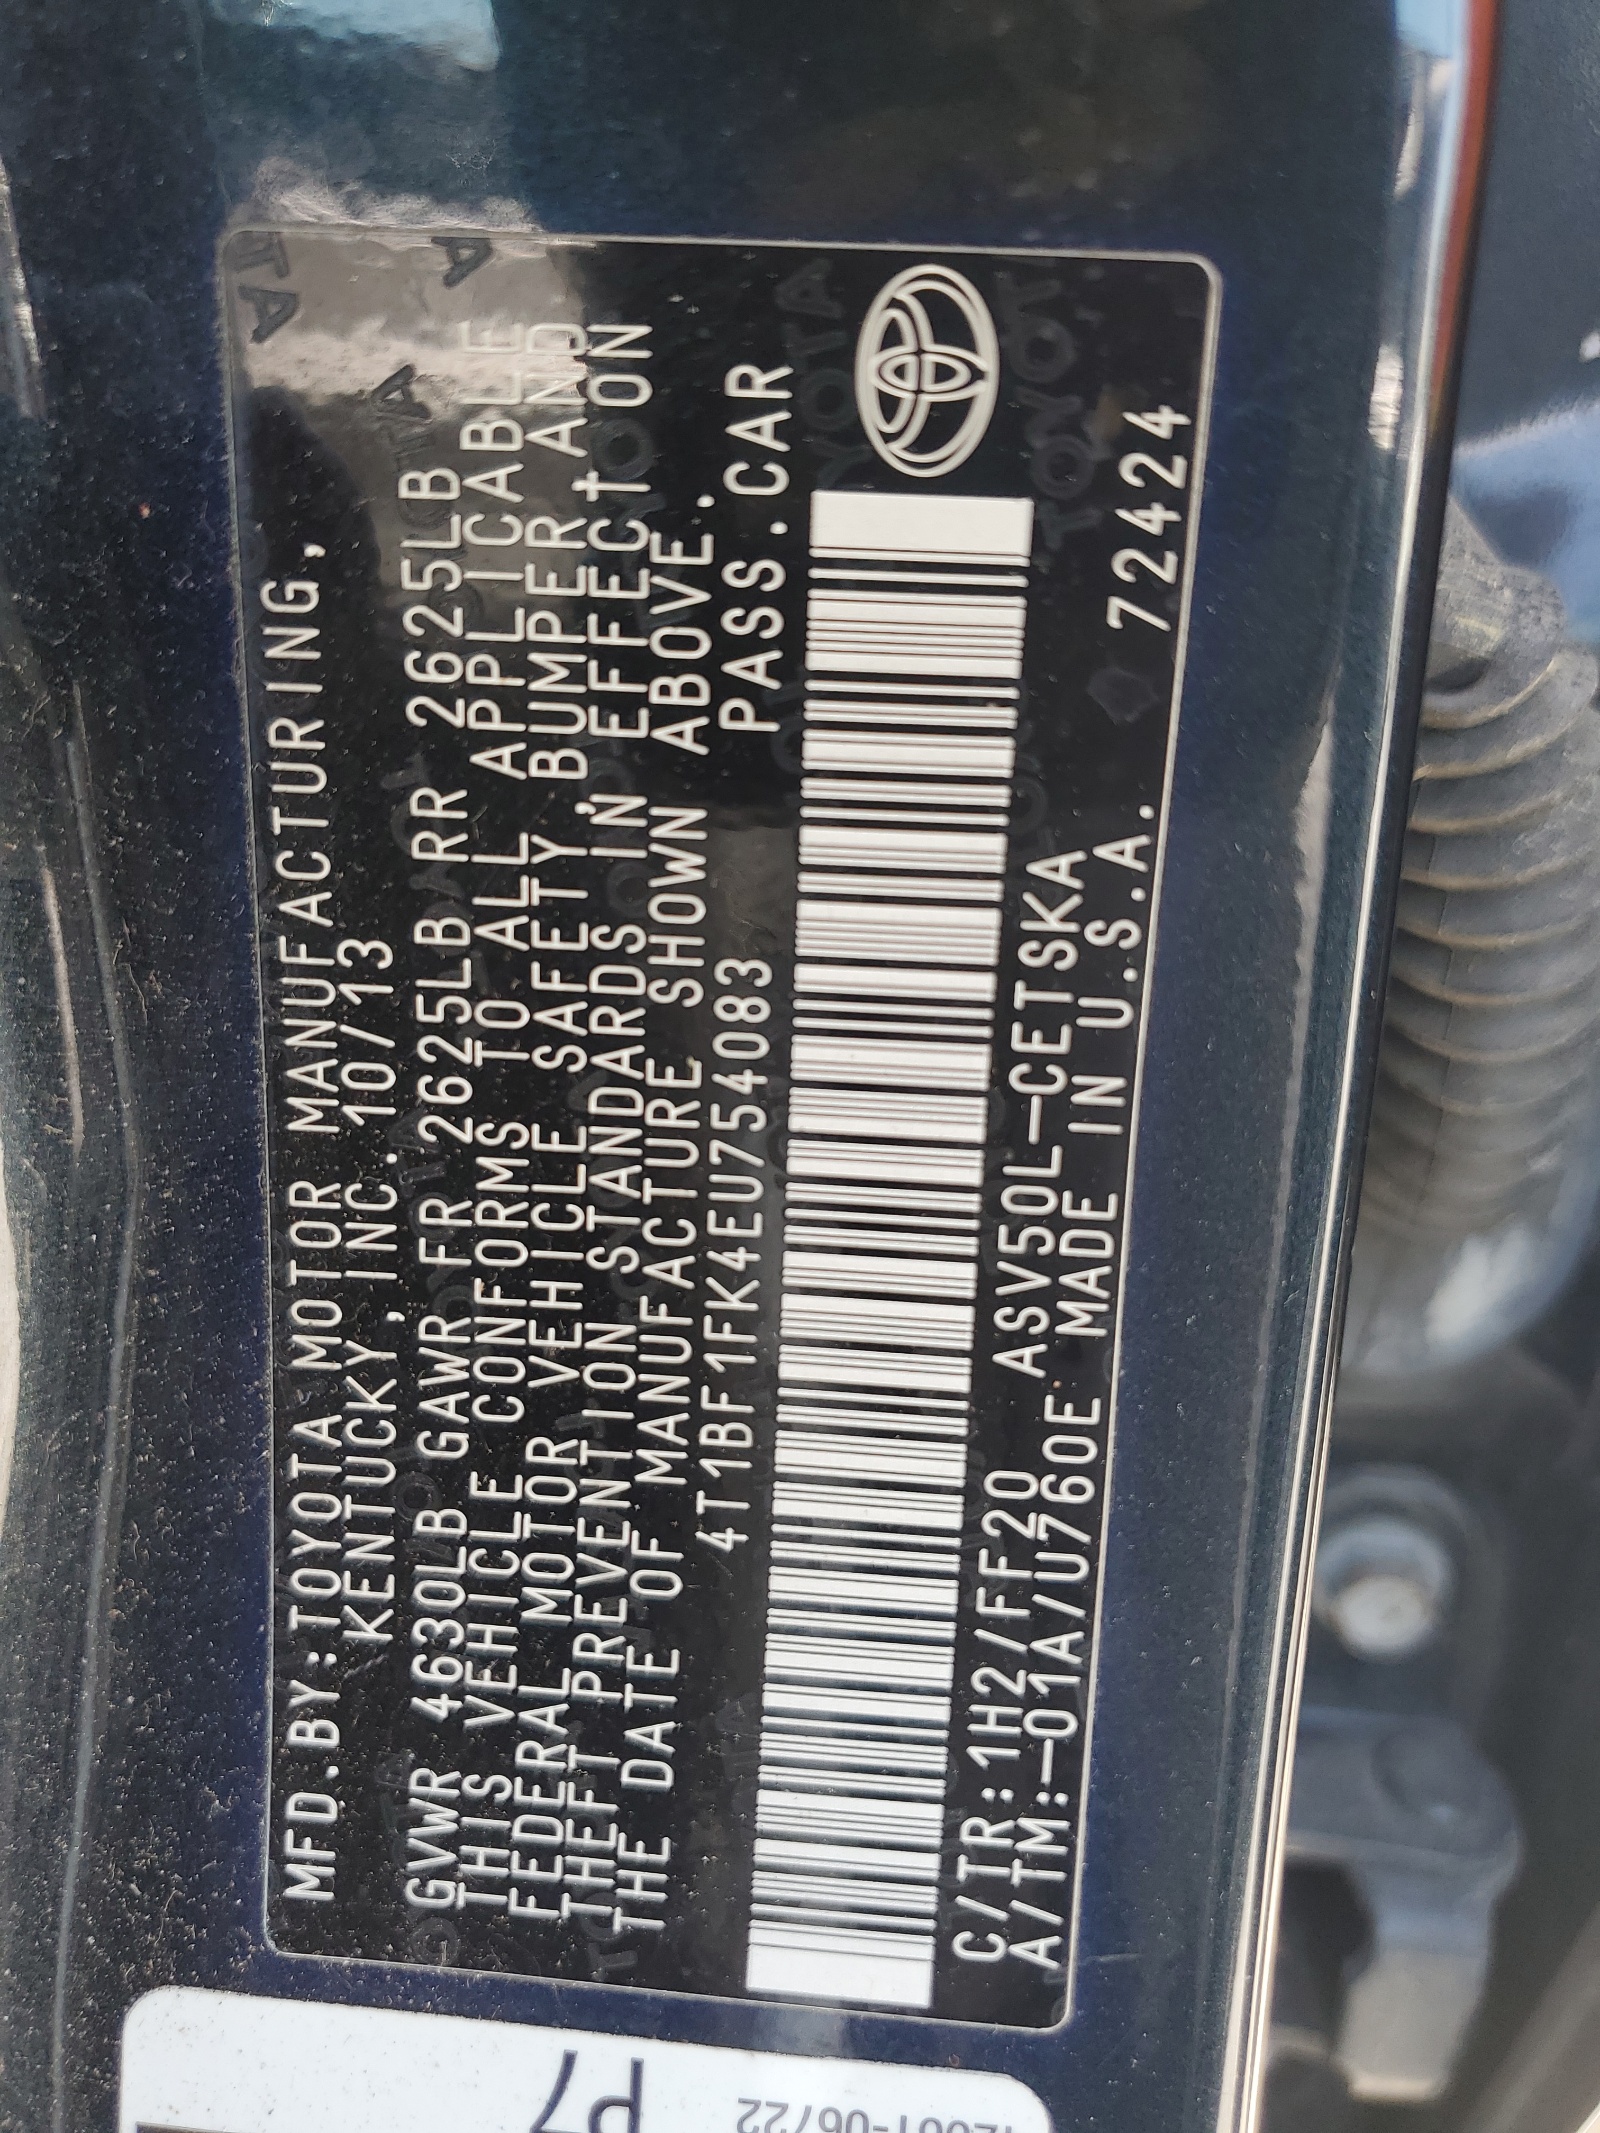 MFD.BY:TOYOTA MOTOR MANUFACTURING,
KENTUCKY, INC. 10/13
GVWR 4630LB GAWR FR 2625LB RR 2625LB
THIS VEHICLE CONFORMS TO ALL APPLICABLE
FEDERAL MOTOR VEHICLE SAFETY, BUMPER AND
THEFT PREVENTION STANDARDS IN EFFECT ON
THE DATE OF MANUFACTURE SHOWN ABOVE.
4T1BF1FK4EU754083 PASS.CAR
C/TR:1H2/FF20 ASV50L-CETSKA
A/TM:-01A/U760E MADE IN U.S.A. 72424
P7